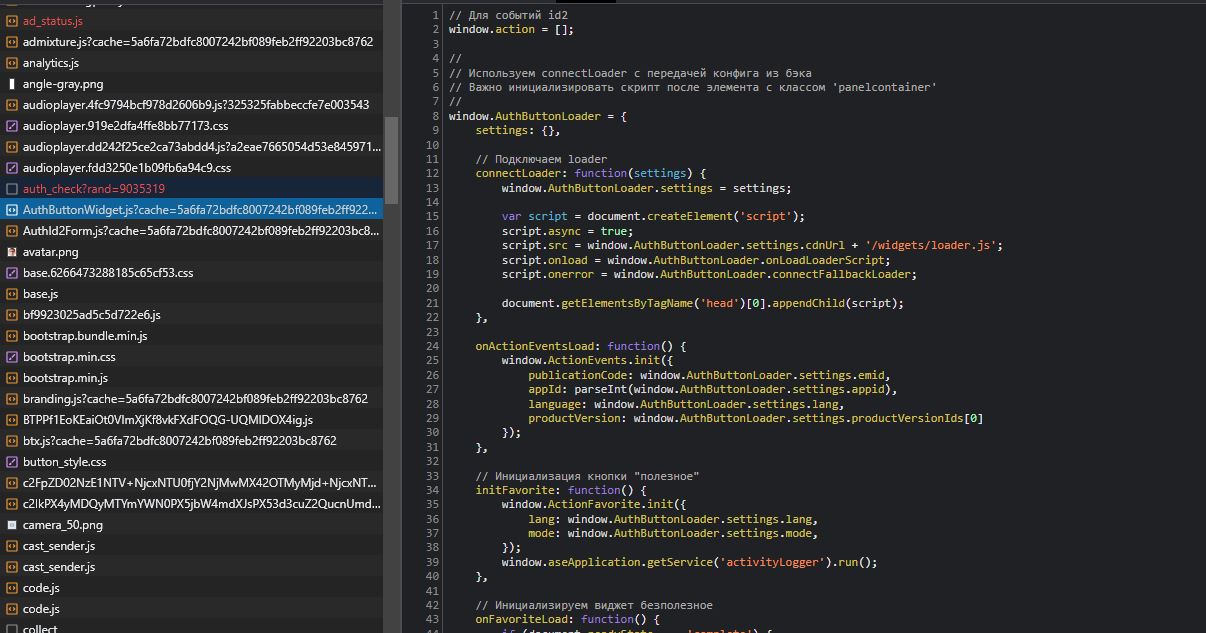 ad_status.js
admixture.js?cache=5a6fa72bdfc8007242bf089feb2ff92203bc8762
analytics.js
angle-gray.png
audioplayer.4fc9794bcf978d2606b9.js?325325fabbeccfe7e003543
audioplayer.919e2dfa4ffe8bb77173.css
audioplayer.dd242f25ce2ca73abdd4.js?a2eae7665054d53e845971...
audioplayer.fdd3250e1b09fb6a94c9.css
auth_check?rand=9035319
AuthButtonWidget.js?cache=5a6fa72bdfc8007242bf089feb2ff922...
AuthId2Form.js?cache=5a6fa72bdfc8007242bf089feb2ff92203bc8...
avatar.png
base.6266473288185c65cf53.css
base.js
bf9923025ad5c5d722e6.js
bootstrap.bundle.min.js
bootstrap.min.css
bootstrap.min.js
branding.js?cache=5a6fa72bdfc8007242bf089feb2ff92203bc8762
BTPPf1EoKEaiOt0VImXjKf8vkFXdFOQG-UQMIDOX4ig.js
btx.js?cache=5a6fa72bdfc8007242bf089feb2ff92203bc8762
button_style.css
c2FpZD02NzE1NTV+NjcxNTU0fjY2NjMwMX42OTMyMjd+NjcxNT...
c2lkPX4yMDQyMTYmYWN0PX5jbW4mdXJsPX53d3cuZ2QucnUmd...
camera_50.png
cast_sender.js
cast_sender.js
code.js
code.js
collect
1 // Для событий id2
2 window.action = [];
3
4 //
5 // Используем connectLoader с передачей конфига из бэка
6 // Важно инициализировать скрипт после элемента с классом 'panelcontainer'
7 //
8 window.AuthButtonLoader = {
9 settings: {},
10
11 // Подключаем loader
12 connectLoader: function(settings) {
13 window.AuthButtonLoader.settings = settings;
14
15 var script = document.createElement('script');
16 script.async = true;
17 script.src = window.AuthButtonLoader.settings.cdnUrl + '/widgets/loader.js';
18 script.onload = window.AuthButtonLoader.onLoadLoaderScript;
19 script.onerror = window.AuthButtonLoader.connectFallbackLoader;
20
21 document.getElementsByTagName('head')[0].appendChild(script);
22 },
23
24 onActionEventsLoad: function() {
25 window.ActionEvents.init({
26 publicationCode: window.AuthButtonLoader.settings.emid,
27 appId: parseInt(window.AuthButtonLoader.settings.appid),
28 language: window.AuthButtonLoader.settings.lang,
29 productVersion: window.AuthButtonLoader.settings.productVersionIds[0]
30 });
31 },
32
33 // Инициализация кнопки "полезное"
34 initFavorite: function() {
35 window.ActionFavorite.init({
36 lang: window.AuthButtonLoader.settings.lang,
37 mode: window.AuthButtonLoader.settings.mode,
38 });
39 window.aseApplication.getService('activityLogger').run();
40 },
41
42 // Инициализируем виджет безполезное
43 onFavoriteLoad: function() {